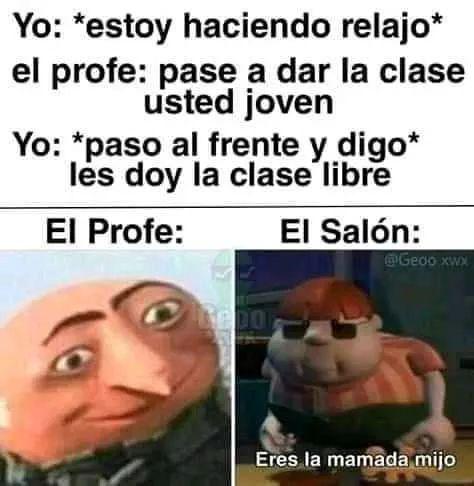 Yo: *estoy haciendo relajo*
el profe: pase a dar la clase
usted joven
Yo: *paso al frente y digo*
les doy la clase libre
El Profe:
El Salón:
@Geoo xwx
Geoo
Eres la mamada mijo